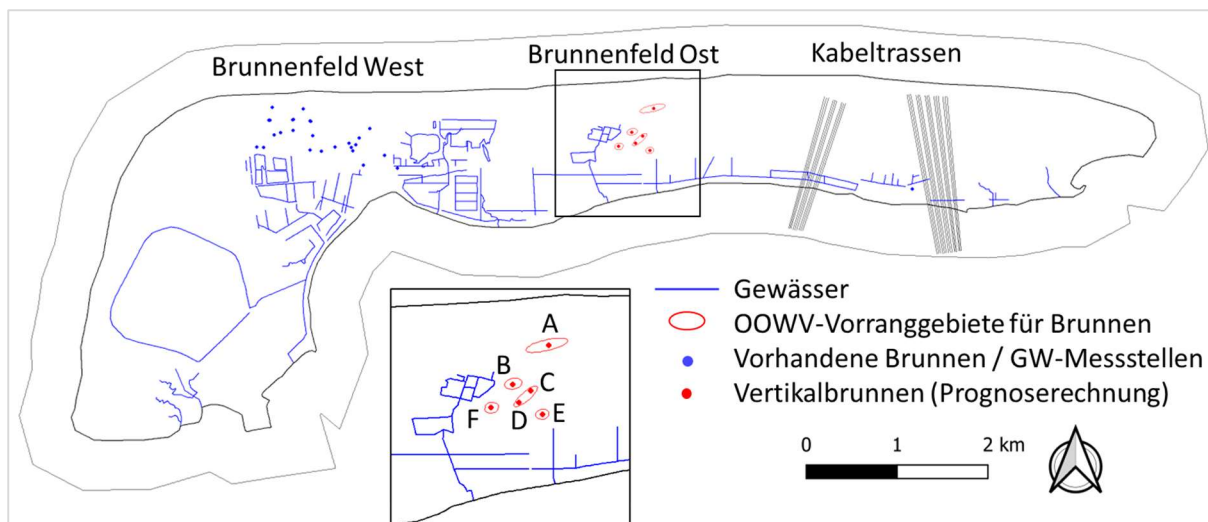 Brunnenfeld West
Brunnenfeld Ost
Kabeltrassen
A
B
C
D
E
F
Gewässer
OOWV-Vorranggebiete für Brunnen
Vorhandene Brunnen / GW-Messstellen
Vertikalbrunnen (Prognoserechnung)
0 1 2 km